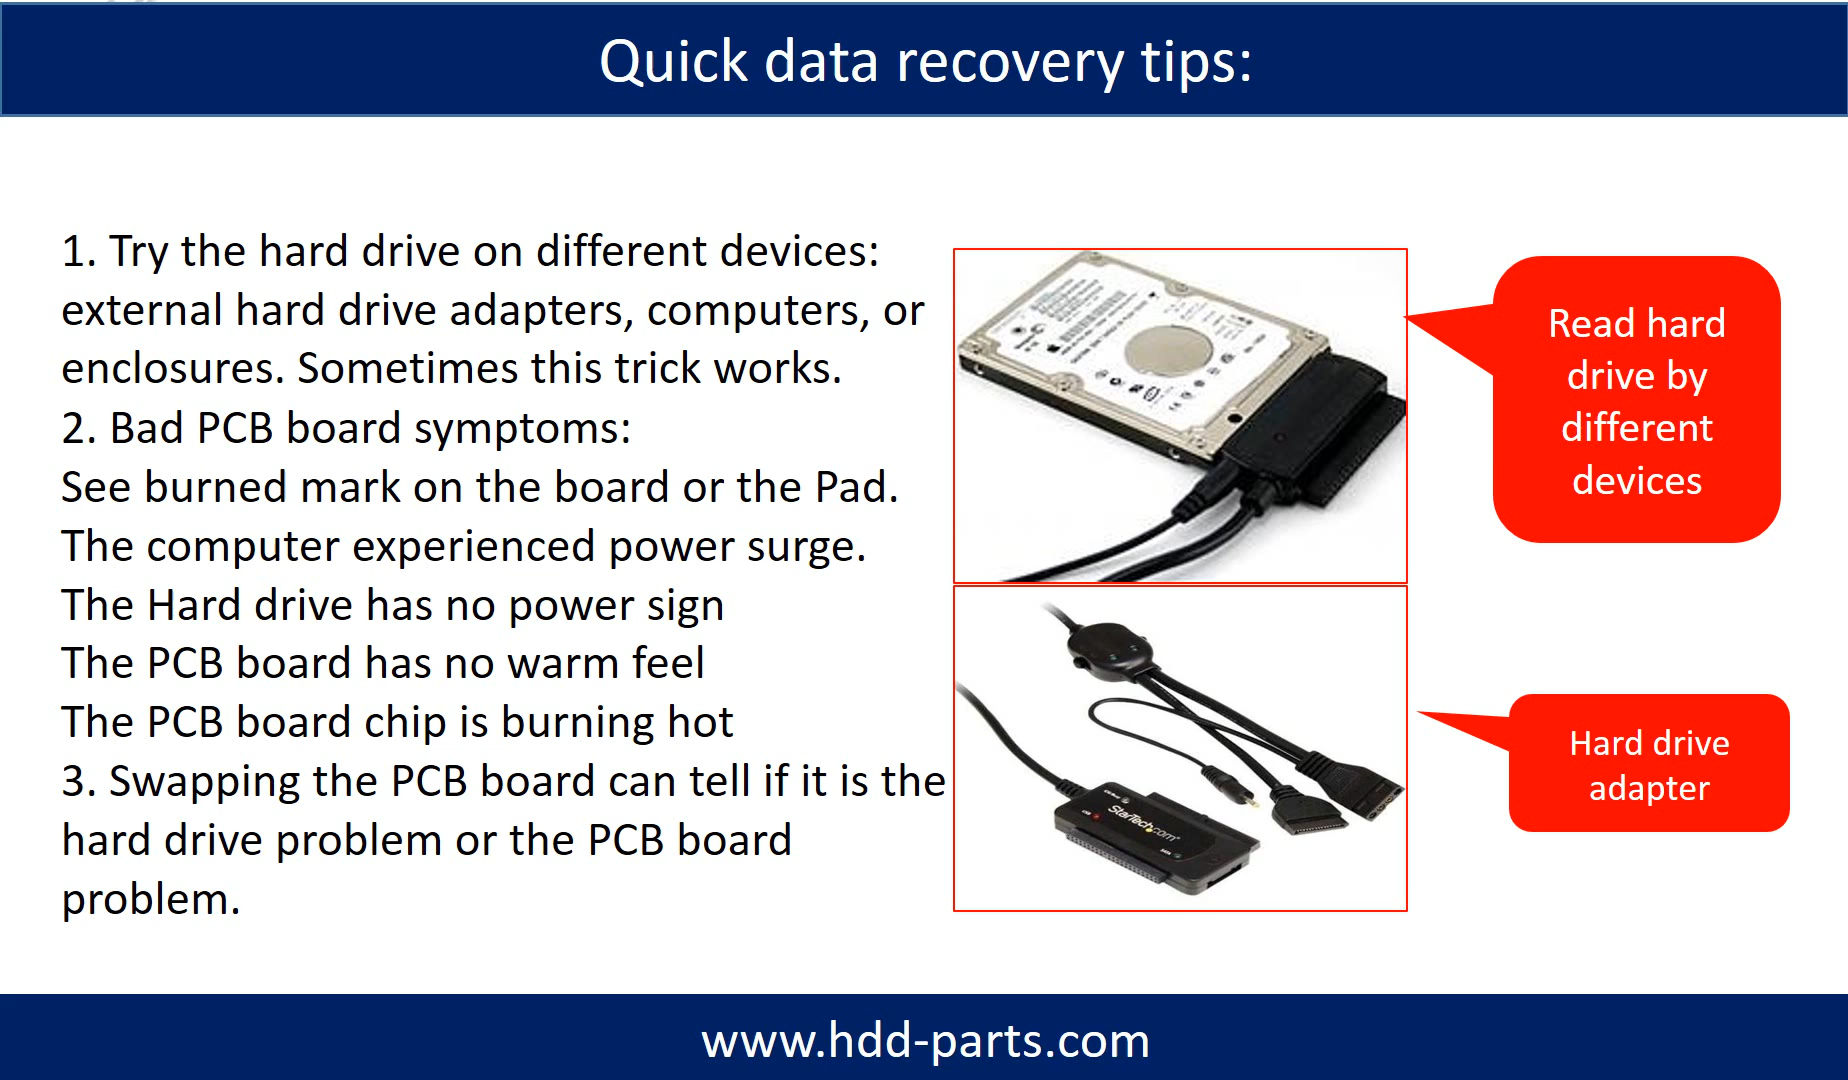 Quick data recovery tips:
1. Try the hard drive on different devices:
external hard drive adapters, computers, or
enclosures. Sometimes this trick works.
2. Bad PCB board symptoms:
See burned mark on the board or the Pad.
The computer experienced power surge.
The Hard drive has no power sign
The PCB board has no warm feel
The PCB board chip is burning hot
3. Swapping the PCB board can tell if it is the
hard drive problem or the PCB board
problem.
Read hard
drive by
different
devices
StarTech.com
Hard drive
adapter
www.hdd-parts.com